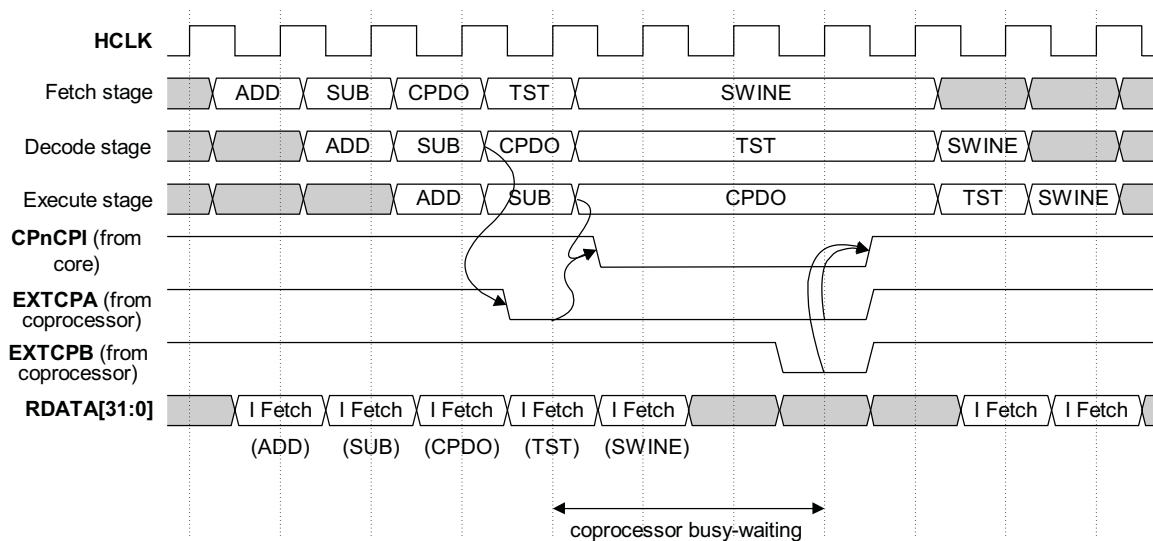 HCLK
Fetch stage ADD SUB CPDO TST SWINE
Decode stage ADD SUB CPDO TST SWINE
Execute stage ADD SUB CPDO TST SWINE
CPnCPI (from
core)
EXTCPA (from
coprocessor)
EXTCPB (from
coprocessor)
RDATA[31:0] I Fetch I Fetch I Fetch I Fetch I Fetch I Fetch I Fetch
(ADD) (SUB) (CPDO) (TST) (SWINE)
coprocessor busy-waiting